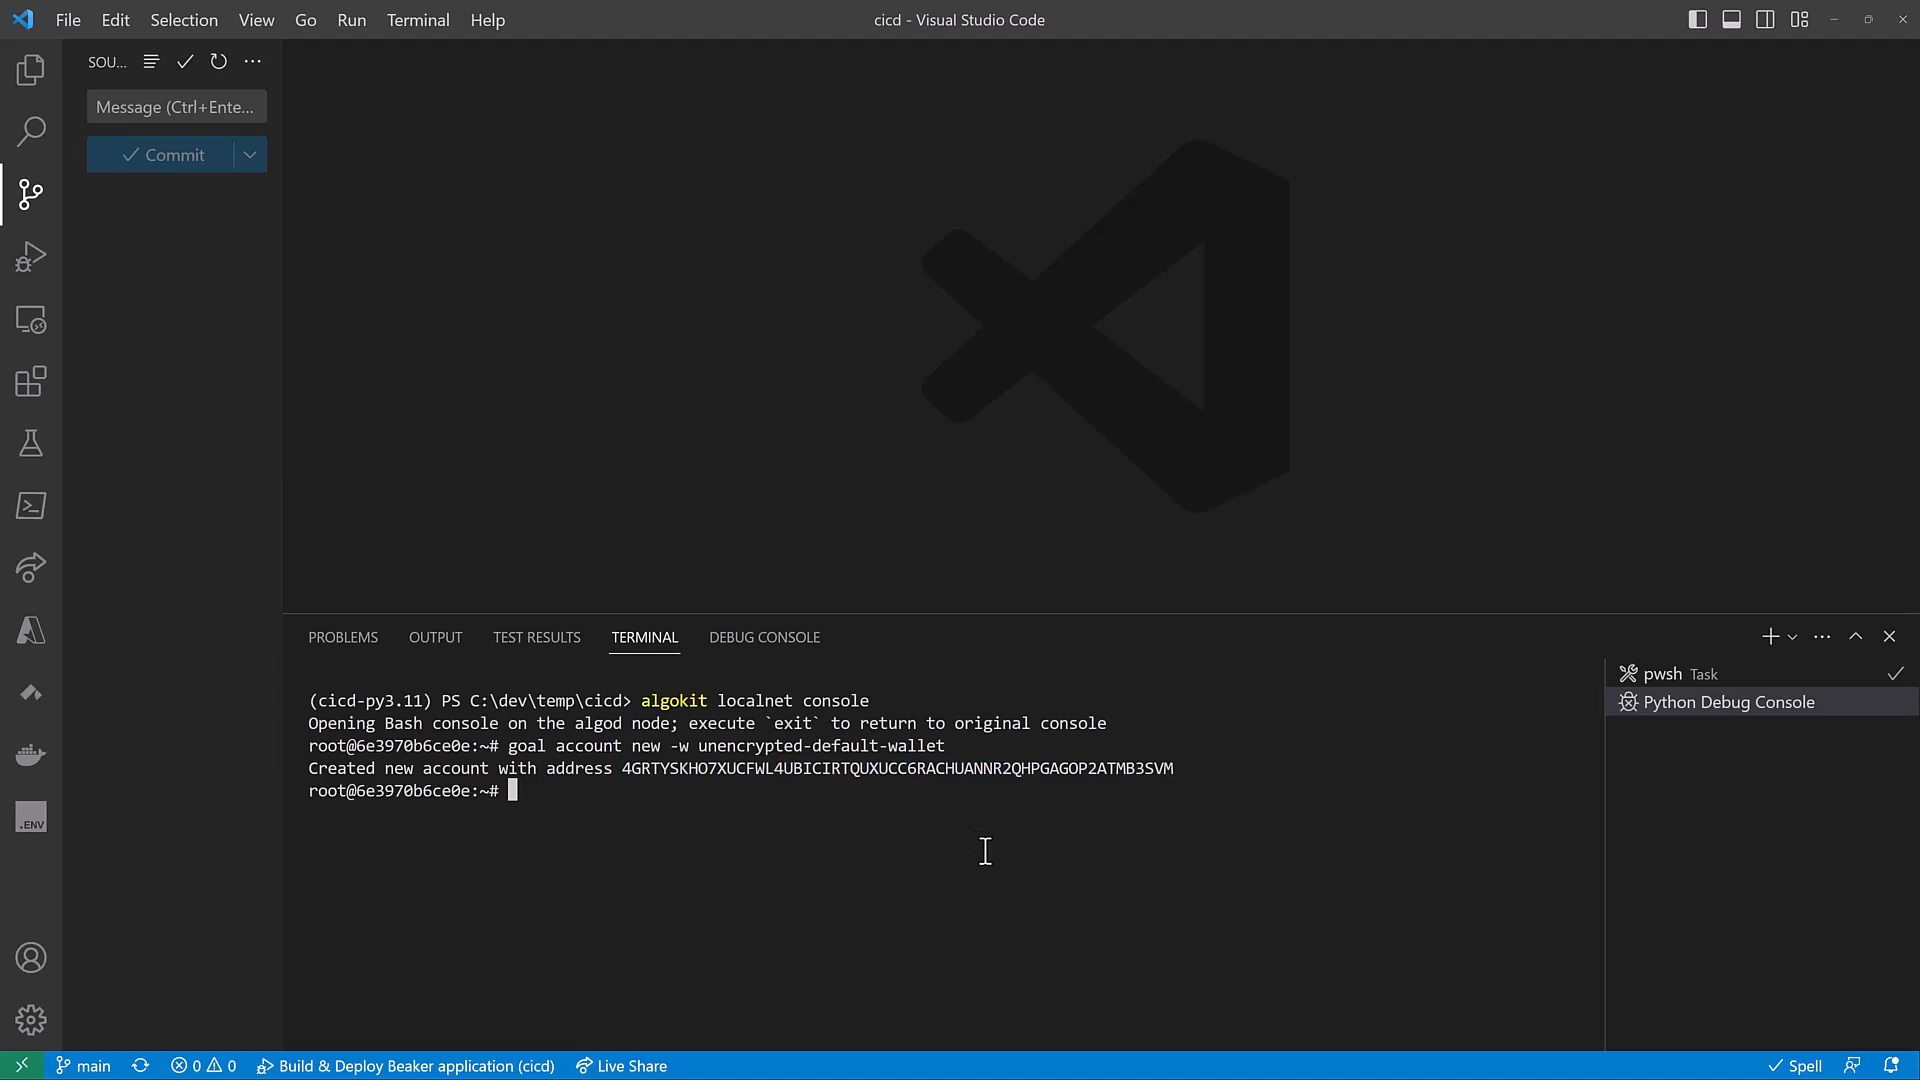 File Edit Selection View Go Run Terminal Help
cicd - Visual Studio Code
SOU...
Message (Ctrl+Ente...
Commit
PROBLEMS OUTPUT TEST RESULTS TERMINAL DEBUG CONSOLE
(cicd-py3.11) PS C:\dev\temp\cicd> algokit localnet console
Opening Bash console on the algod node; execute `exit` to return to original console
root@6e3970b6ce0e:~# goal account new -w unencrypted-default-wallet
Created new account with address 4GRTYSKHO7XUCFWL4UBICIRTQUXUCC6RACHUANNR2QHPGAGOP2ATMB3SVM
root@6e3970b6ce0e:~#
pwsh Task
Python Debug Console
.ENV
main 0 0 Build & Deploy Beaker application (cicd) Live Share Spell